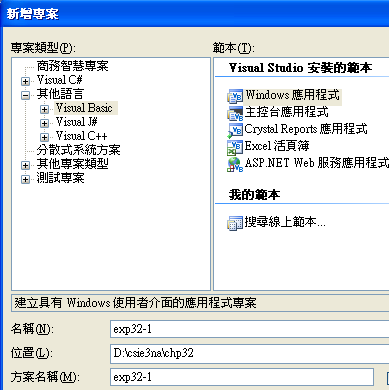 新增專案
專案類型(P):
商務智慧專案
Visual C#
其他語言
Visual Basic
Visual J#
Visual C++
分散式系統方案
其他專案類型
測試專案
範本(T):
Visual Studio 安裝的範本
Windows 應用程式
主控台應用程式
Crystal Reports 應用程式
Excel 活頁簿
ASP.NET Web 服務應用程式
我的範本
搜尋線上範本...
建立具有 Windows 使用者介面的應用程式專案
名稱(N): exp32-1
位置(L): D:\csie3na\chp32
方案名稱(M): exp32-1